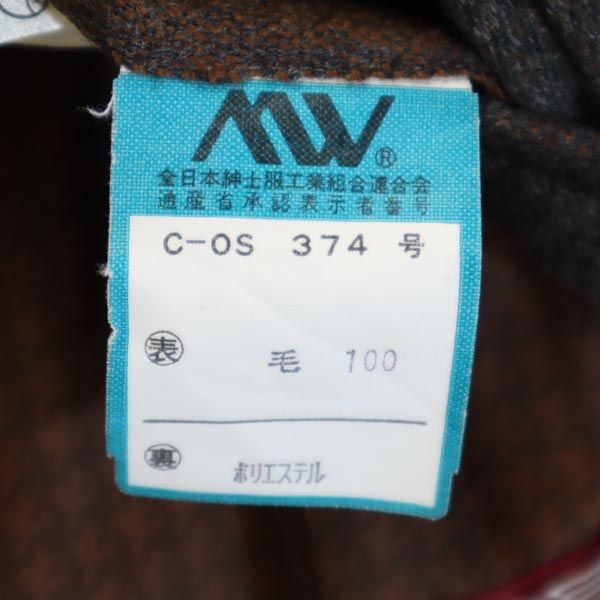 MW®
全日本紳士服工業組合連合会
通産省承認表示者番号
C-OS 374 号
表 毛 100
裏 ポリエステル